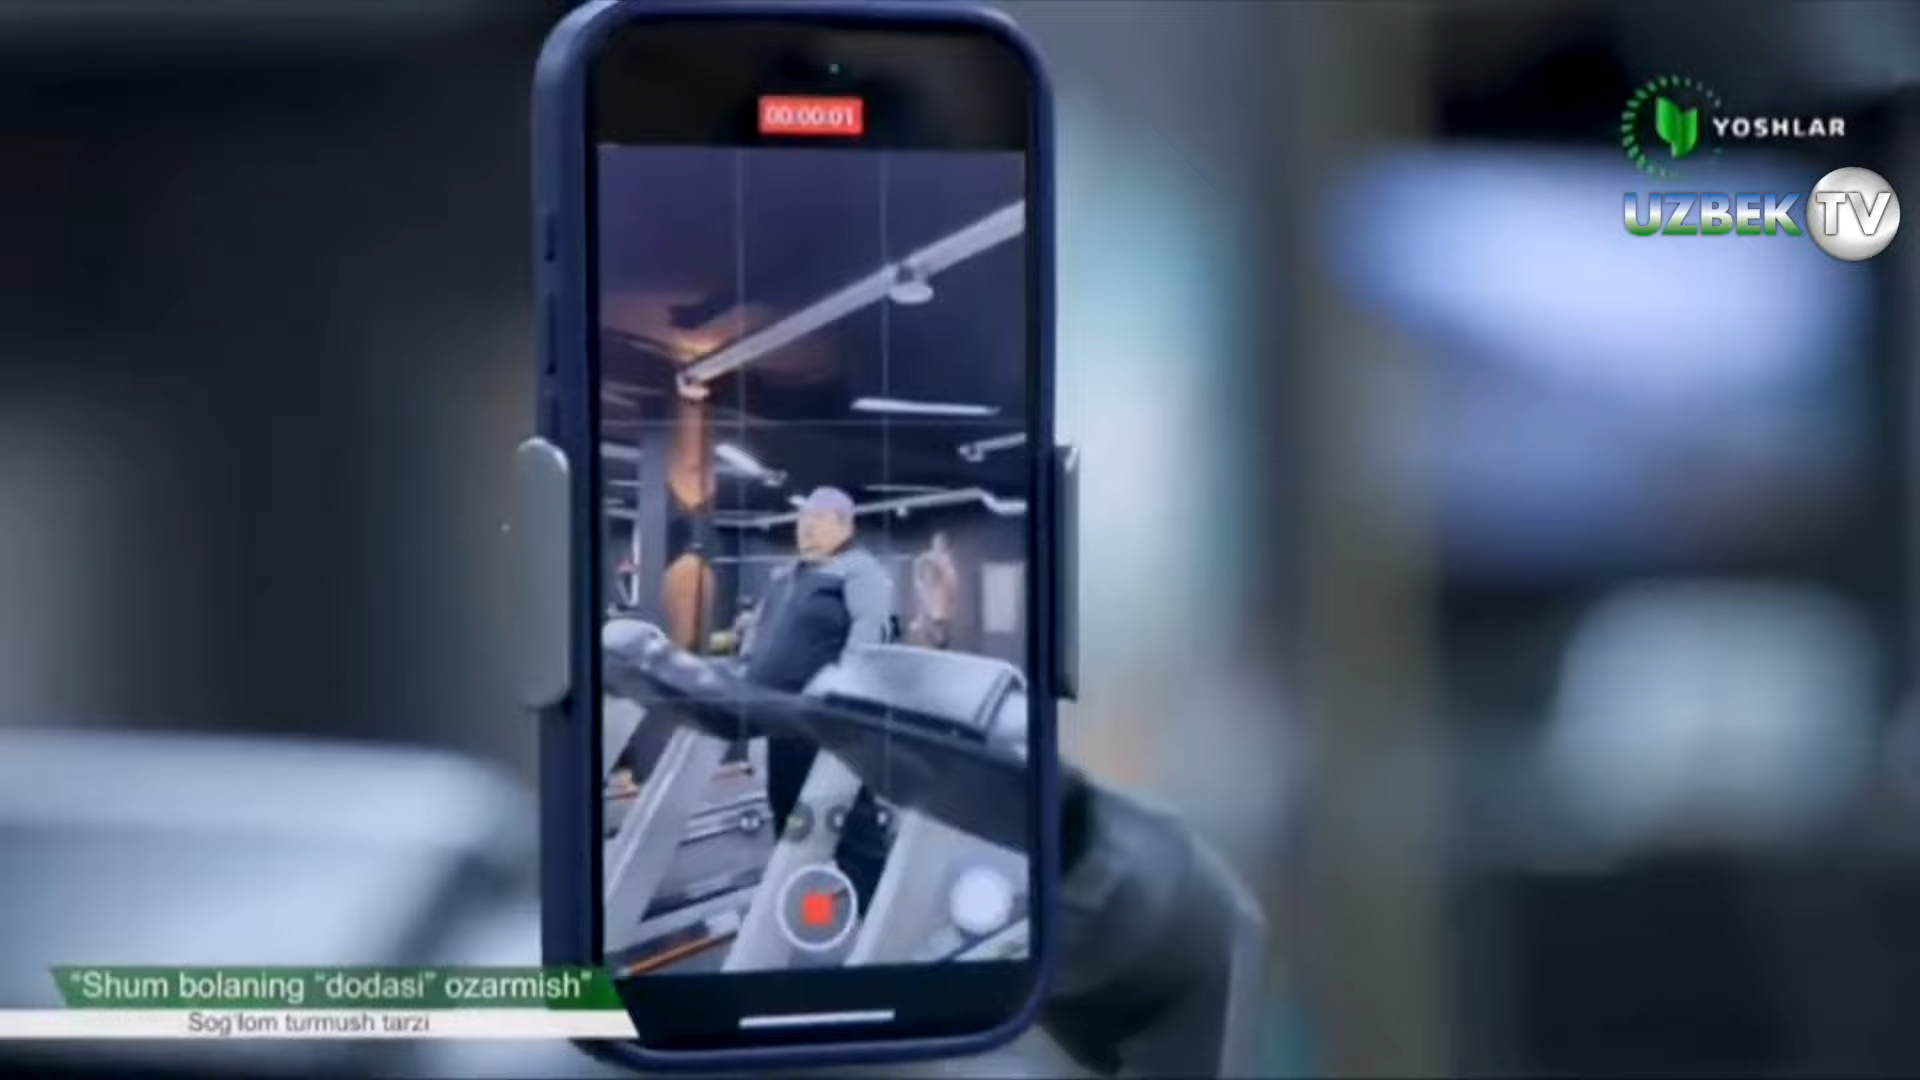 00:00:01
YOSHLAR
UZBEK TV
“Shum bolaning “dodasi” ozarmish”
Sog'lom turmush tarzi